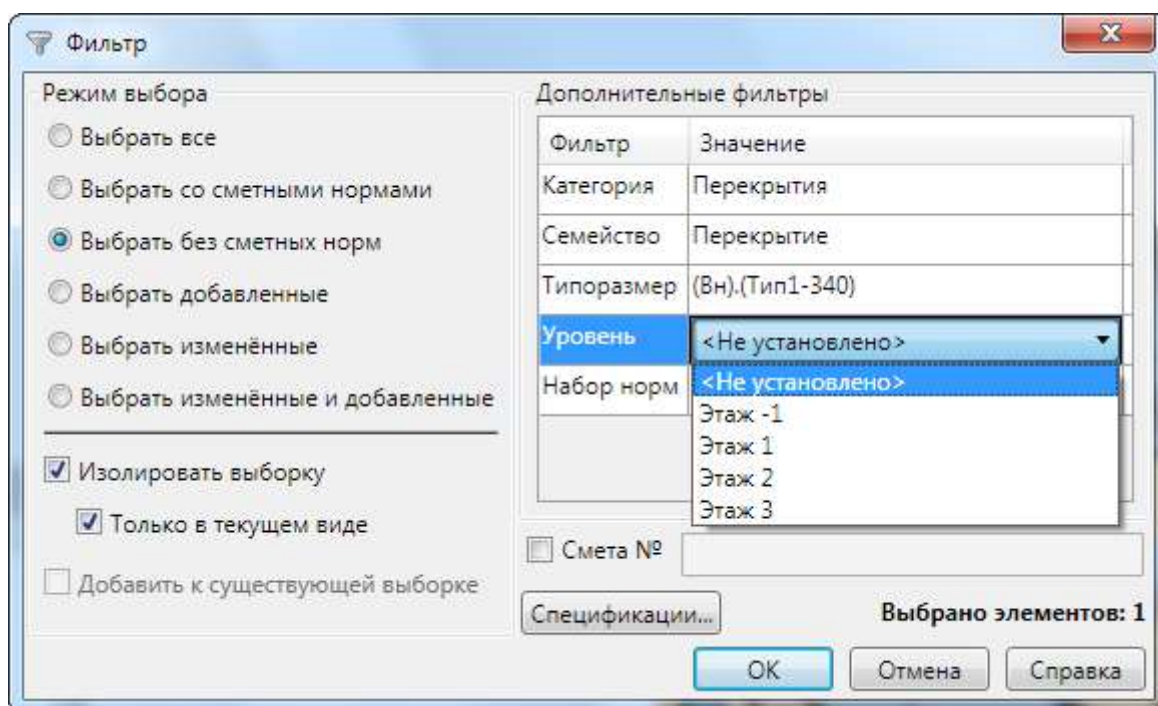 Фильтр
Режим выбора
Выбрать все
Выбрать со сметными нормами
Выбрать без сметных норм
Выбрать добавленные
Выбрать изменённые
Выбрать изменённые и добавленные
Изолировать выборку
Только в текущем виде
Добавить к существующей выборке
Дополнительные фильтры
Фильтр Значение
Категория Перекрытия
Семейство Перекрытие
Типоразмер (Вн).(Тип1-340)
Уровень <Не установлено>
Набор норм <Не установлено>
Этаж -1
Этаж 1
Этаж 2
Этаж 3
Смета №
Спецификации... Выбрано элементов: 1
OK Отмена Справка